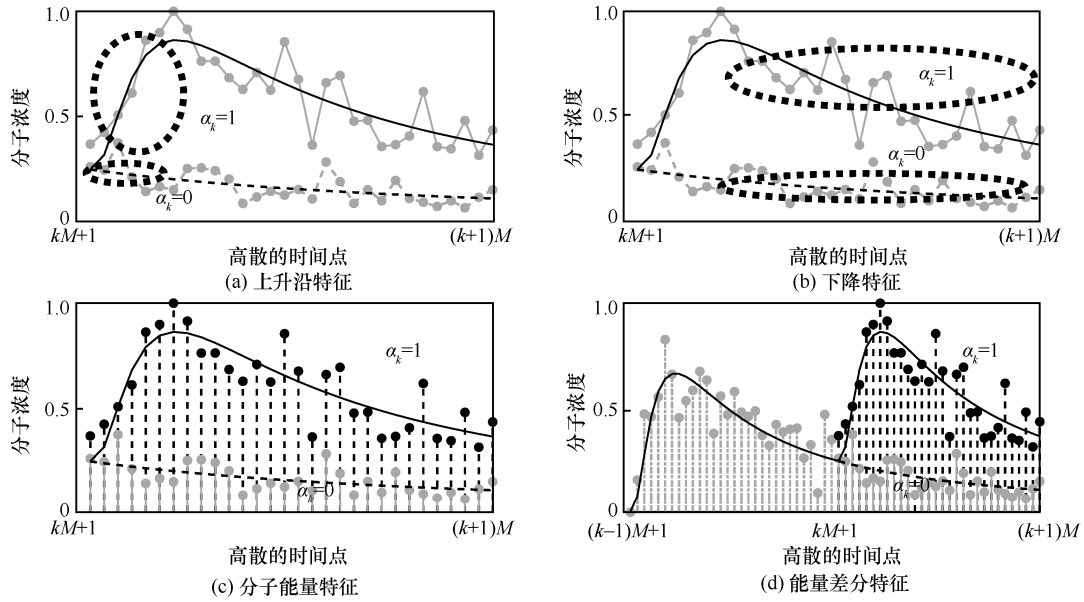 1.0
分子浓度
0.5
0
α_k=1
α_k=0
kM+1
(k+1)M
高散的时间点
(a) 上升沿特征
1.0
分子浓度
0.5
0
α_k=1
α_k=0
kM+1
(k+1)M
高散的时间点
(b) 下降特征
1.0
分子浓度
0.5
0
α_k=1
α_k=0
kM+1
(k+1)M
高散的时间点
(c) 分子能量特征
1.0
分子浓度
0.5
0
α_k=1
α_k=0
(k−1)M+1
kM+1
(k+1)M
高散的时间点
(d) 能量差分特征